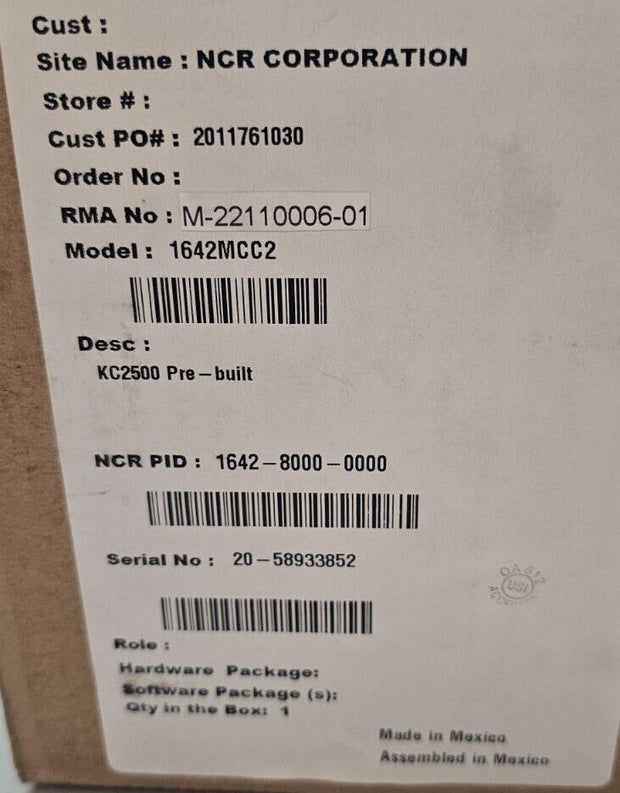 Cust :
Site Name : NCR CORPORATION
Store # :
Cust PO# : 2011761030
Order No :
RMA No : M-22110006-01
Model : 1642MCC2
Desc :
KC2500 Pre-built
NCR PID : 1642-8000-0000
Serial No : 20-58933852
USI
Role :
Hardware Package:
Software Package (s):
Qty in the Box: 1
Made in Mexico
Assembled in Mexico